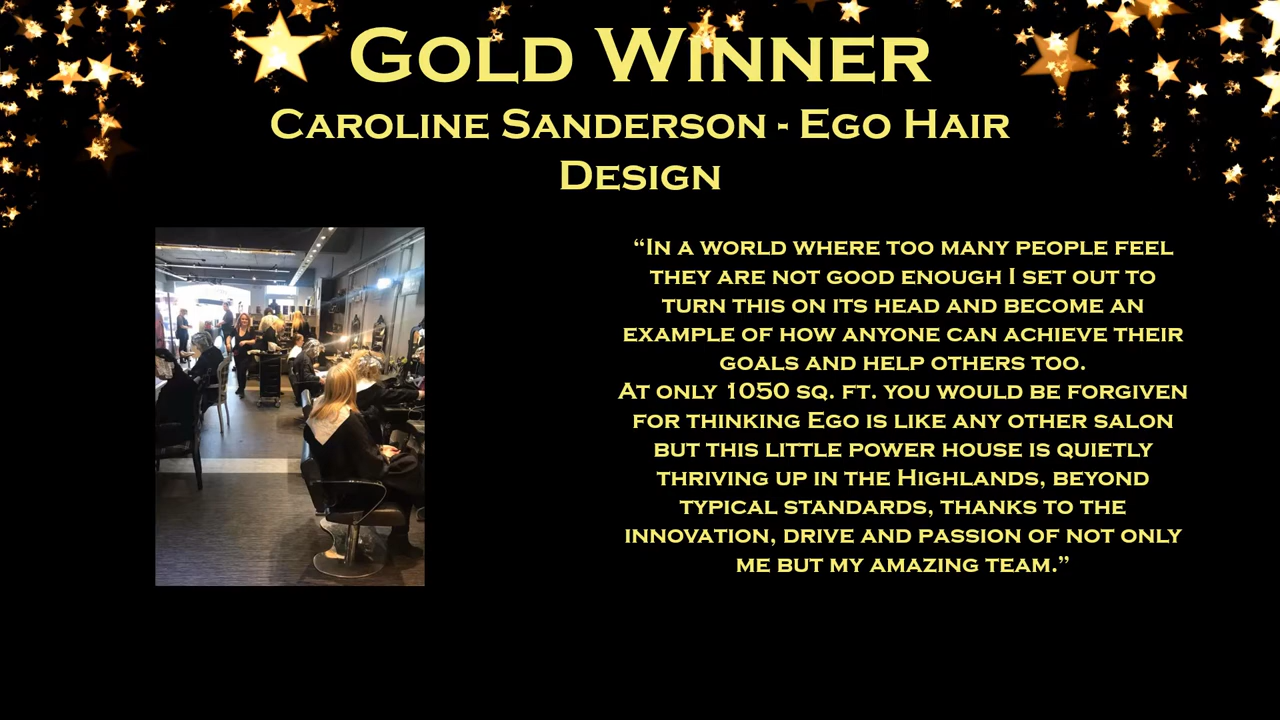 Gold Winner
Caroline Sanderson - Ego Hair
Design
“In a world where too many people feel
they are not good enough I set out to
turn this on its head and become an
example of how anyone can achieve their
goals and help others too.
At only 1050 sq. ft. you would be forgiven
for thinking Ego is like any other salon
but this little power house is quietly
thriving up in the Highlands, beyond
typical standards, thanks to the
innovation, drive and passion of not only
me but my amazing team.”